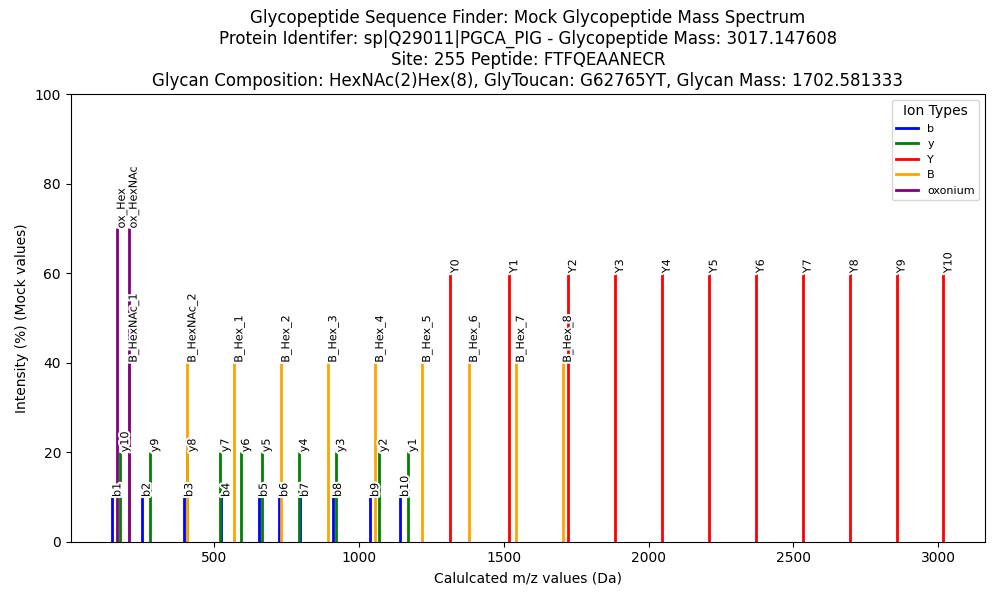 Glycopeptide Sequence Finder: Mock Glycopeptide Mass Spectrum
Protein Identifer: sp|Q29011|PGCA_PIG - Glycopeptide Mass: 3017.147608
Site: 255 Peptide: FTFQEAANECR
Glycan Composition: HexNAc(2)Hex(8), GlyToucan: G62765YT, Glycan Mass: 1702.581333
Intensity (%) (Mock values)
100
80
60
40
20
0
Ion Types
b
y
Y
B
oxonium
ox_Hex
ox_HexNAc
Y0
Y1
Y2
Y3
Y4
Y5
Y6
Y7
Y8
Y9
Y10
B_HexNAc_1
B_HexNAc_2
B_Hex_1
B_Hex_2
B_Hex_3
B_Hex_4
B_Hex_5
B_Hex_6
B_Hex_7
B_Hex_8
y10
y9
y8
y7
y6
y5
y4
y3
y2
y1
b1
b2
b3
b4
b5
b6
b7
b8
b9
b10
500
1000
1500
2000
2500
3000
Calulcated m/z values (Da)